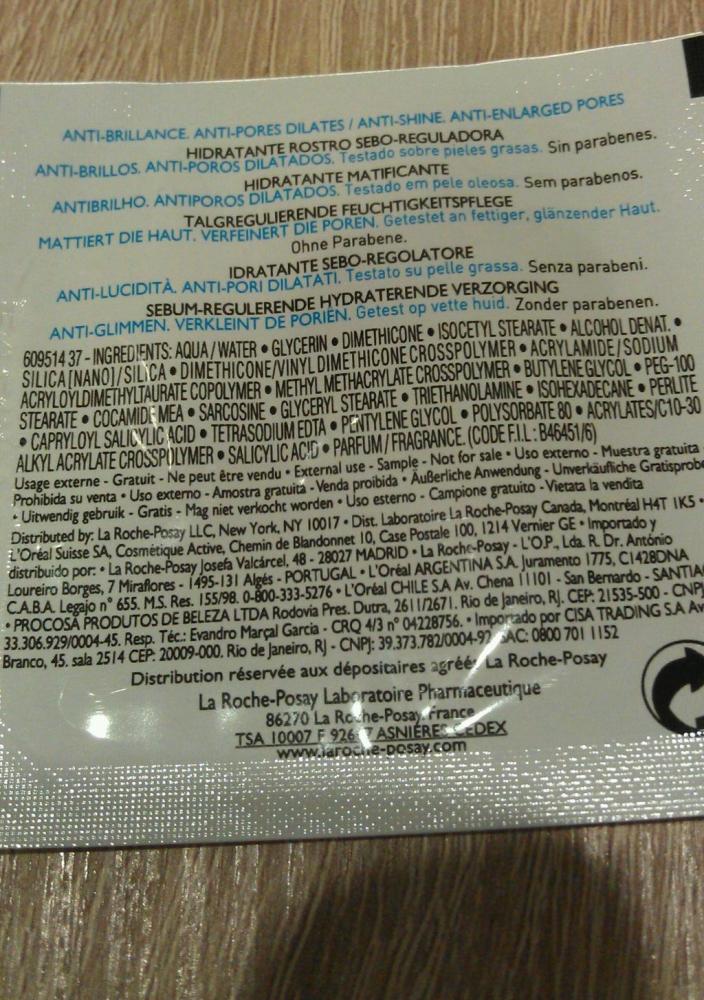 ANTI-BRILLANCE. ANTI-PORES DILATES / ANTI-SHINE. ANTI-ENLARGED PORES
HIDRATANTE ROSTRO SEBO-REGULADORA
ANTI-BRILLOS. ANTI-POROS DILATADOS. Testado sobre pieles grasas. Sin parabenes.
HIDRATANTE MATIFICANTE
ANTIBRILHO. ANTIPOROS DILATADOS. Testado em pele oleosa. Sem parabenos.
TALGREGULIERENDE FEUCHTIGKEITSPFLEGE
MATTIERT DIE HAUT. VERFEINERT DIE POREN. Getestet an fettiger, glänzender Haut.
Ohne Parabene.
IDRATANTE SEBO-REGOLATORE
ANTI-LUCIDITÀ. ANTI-PORI DILATATI. Testato su pelle grassa. Senza parabeni.
SEBUM-REGULERENDE HYDRATERENDE VERZORGING
ANTI-GLIMMEN. VERKLEINT DE PORIËN. Getest op vette huid. Zonder parabenen.
609514 37 - INGREDIENTS: AQUA / WATER • GLYCERIN • DIMETHICONE • ISOCETYL STEARATE • ALCOHOL DENAT. •
SILICA [NANO] / SILICA • DIMETHICONE/VINYL DIMETHICONE CROSSPOLYMER • ACRYLAMIDE/SODIUM
ACRYLOYLDIMETHYLTAURATE COPOLYMER • METHYL METHACRYLATE CROSSPOLYMER • BUTYLENE GLYCOL • PEG-100
STEARATE • COCAMIDE MEA • SARCOSINE • GLYCERYL STEARATE • TRIETHANOLAMINE • ISOHEXADECANE • PERLITE
• CAPRYLOYL SALICYLIC ACID • TETRASODIUM EDTA • PENTYLENE GLYCOL • POLYSORBATE 80 • ACRYLATES/C10-30
ALKYL ACRYLATE CROSSPOLYMER • SALICYLIC ACID • PARFUM / FRAGRANCE. (CODE F.I.L : B46451/6)
Usage externe - Gratuit - Ne peut être vendu • External use - Sample - Not for sale • Uso externo - Muestra gratuita
Prohibida su venta • Uso externo - Amostra gratuita - Venda proibida • Äußerliche Anwendung - Unverkäufliche Gratisprobe
• Uitwendig gebruik - Gratis - Mag niet verkocht worden • Uso esterno - Campione gratuito - Vietata la vendita
Distributed by: La Roche-Posay LLC, New York, NY 10017 • Dist. Laboratoire La Roche-Posay Canada, Montréal H4T 1K5 •
L'Oréal Suisse SA, Cosmétique Active, Chemin de Blandonnet 10, Case Postale 100, 1214 Vernier GE • Importado y
distribuido por: • La Roche-Posay Josefa Valcárcel, 48 - 28027 MADRID • La Roche-Posay - L'O.P., Lda. R. Dr. António
Loureiro Borges, 7 Miraflores - 1495-131 Algés - PORTUGAL • L'Oréal ARGENTINA S.A. Juramento 1775, C1428DNA
C.A.B.A. Legajo n° 655. M.S. Res. 155/98. 0-800-333-5276 • L'Oréal CHILE S.A Av. Chena 11101 - San Bernardo - SANTIA
• PROCOSA PRODUTOS DE BELEZA LTDA Rodovia Pres. Dutra, 2611/2671. Rio de Janeiro, RJ. CEP: 21535-500 - CNPJ
33.306.929/0004-45. Resp. Téc.: Evandro Marçal Garcia - CRQ 4/3 n° 04228756. • Importado por CISA TRADING S.A Av
Branco, 45. sala 2514 CEP: 20009-000. Rio de Janeiro, RJ - CNPJ: 39.373.782/0004-92 SAC: 0800 701 1152
Distribution réservée aux dépositaires agréés La Roche-Posay
La Roche-Posay Laboratoire Pharmaceutique
86270 La Roche-Posay. France
TSA 10007 F ASNIÈRES CEDEX
www.laroche-posay.com